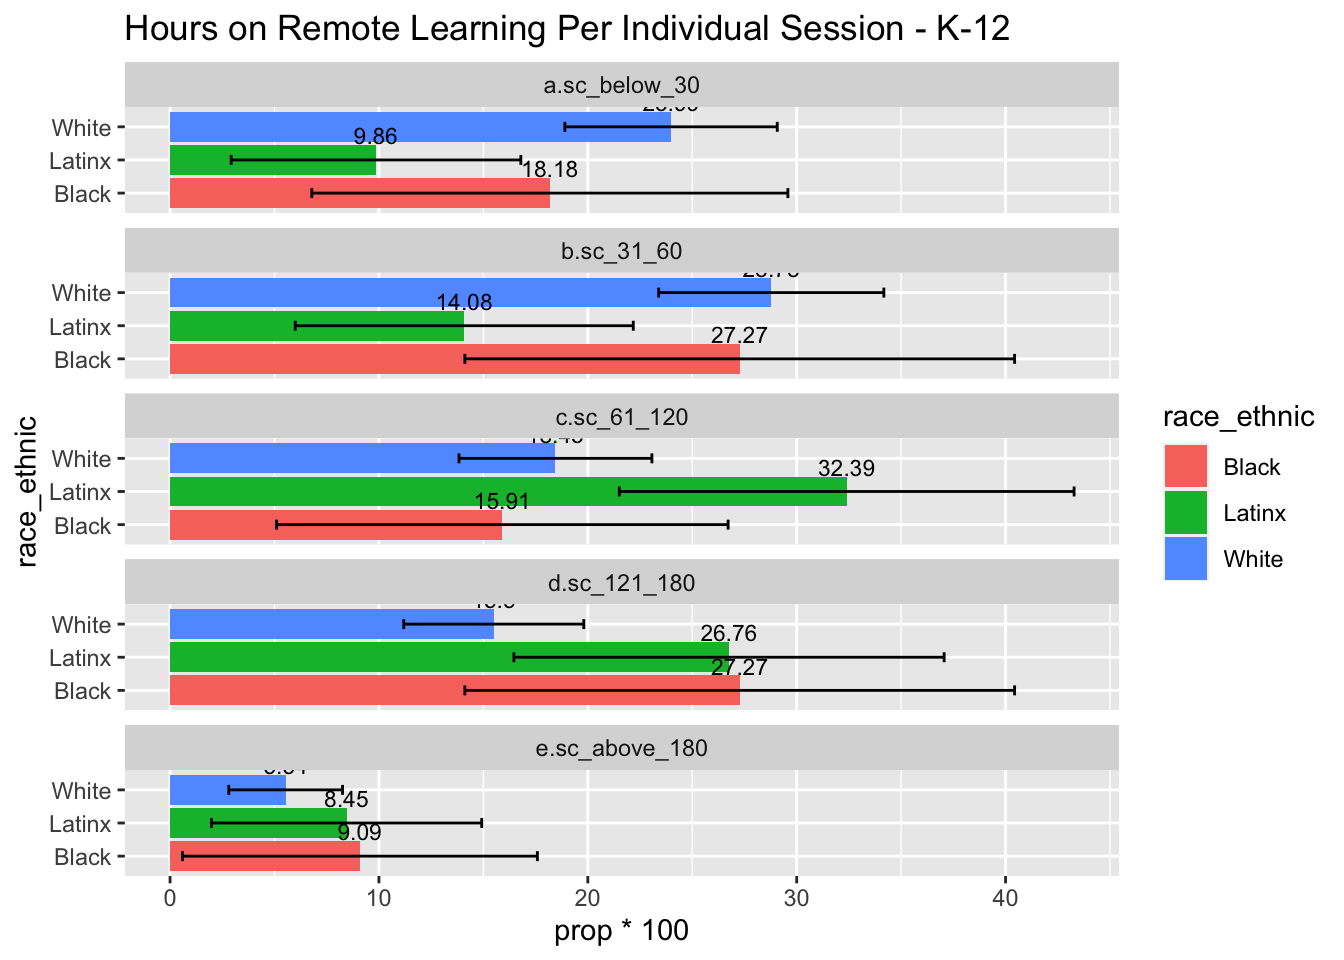 Hours on Remote Learning Per Individual Session - K-12
a.sc_below_30
White
Latinx 9.86
Black 18.18
b.sc_31_60
White
Latinx 14.08
Black 27.27
c.sc_61_120
White
Latinx 32.39
Black 15.91
d.sc_121_180
White
Latinx 26.76
Black 27.27
e.sc_above_180
White
Latinx 8.45
Black 9.09
0 10 20 30 40
prop * 100
race_ethnic
race_ethnic
Black
Latinx
White